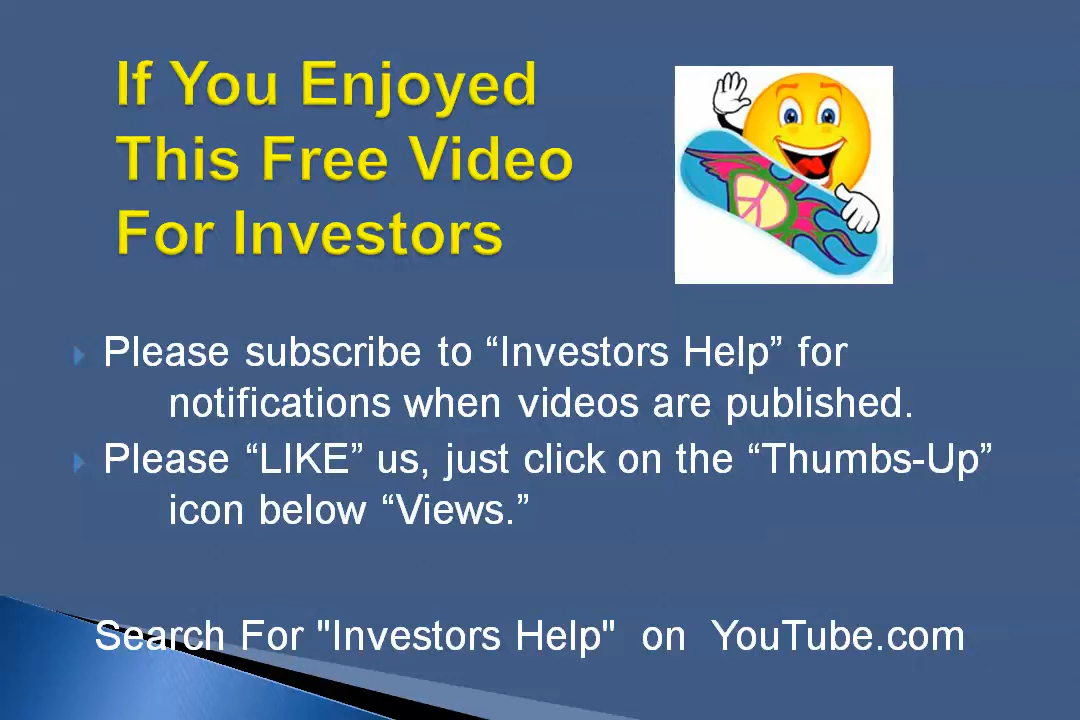 If You Enjoyed
This Free Video
For Investors
Please subscribe to “Investors Help” for
notifications when videos are published.
Please “LIKE” us, just click on the “Thumbs-Up”
icon below “Views.”
Search For "Investors Help" on YouTube.com